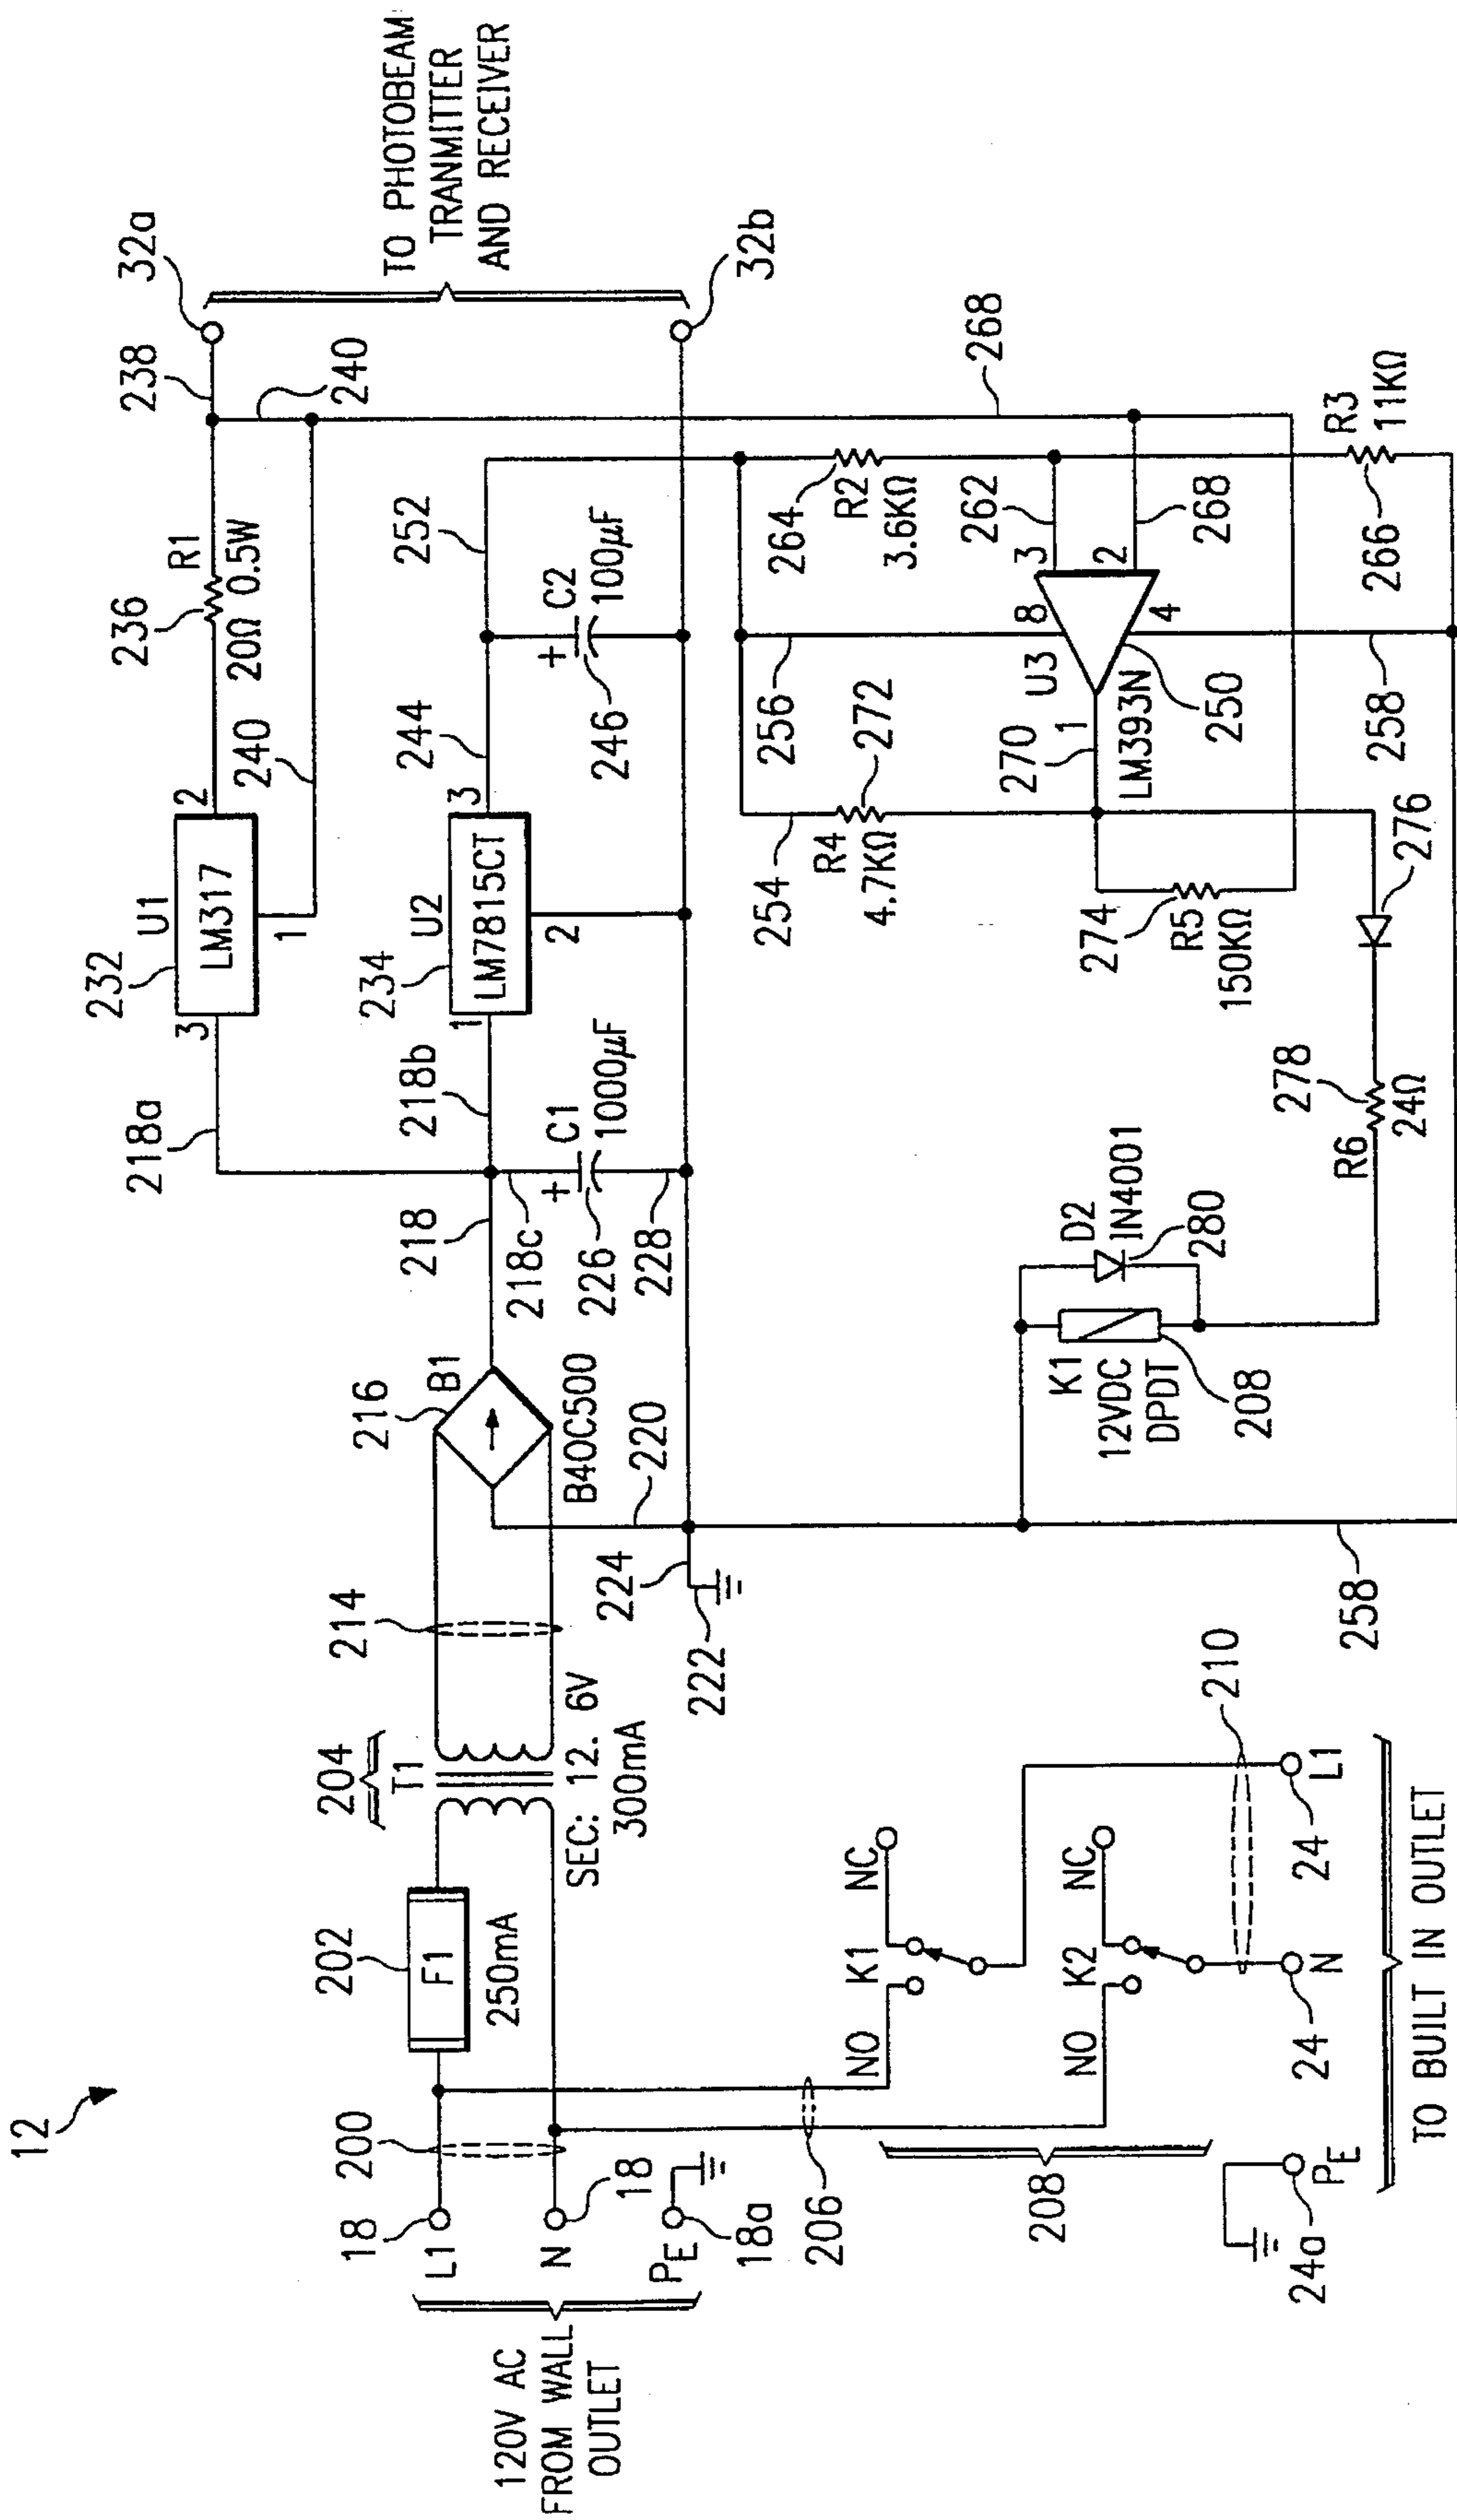 12
120V AC
FROM WALL
OUTLET
18
L1
N
18
PE
18a
200
202
F1
250mA
204
T1
SEC: 12. 6V
300mA
214
216
B1
B40C500
218
218a
218b
218c
220
222
224
226
C1
1000µF
228
232
U1
LM317
3
2
1
234
U2
LM7815CT
1
3
2
236
R1
20Ω 0.5W
238
240
240
32a
TO PHOTOBEAM
TRANMITTER
AND RECEIVER
32b
244
246
C2
100µF
252
254
256
R4
4.7KΩ
272
264
R2
3.6KΩ
262
268
268
3
2
8
4
1
U3
LM393N
250
270
258
266
R3
11KΩ
274
R5
150KΩ
276
278
R6
24Ω
D2
IN4001
280
K1
12VDC
DPDT
208
258
206
208
NO
K1
NC
NO
K2
NC
210
24a
PE
24
N
24
L1
TO BUILT IN OUTLET